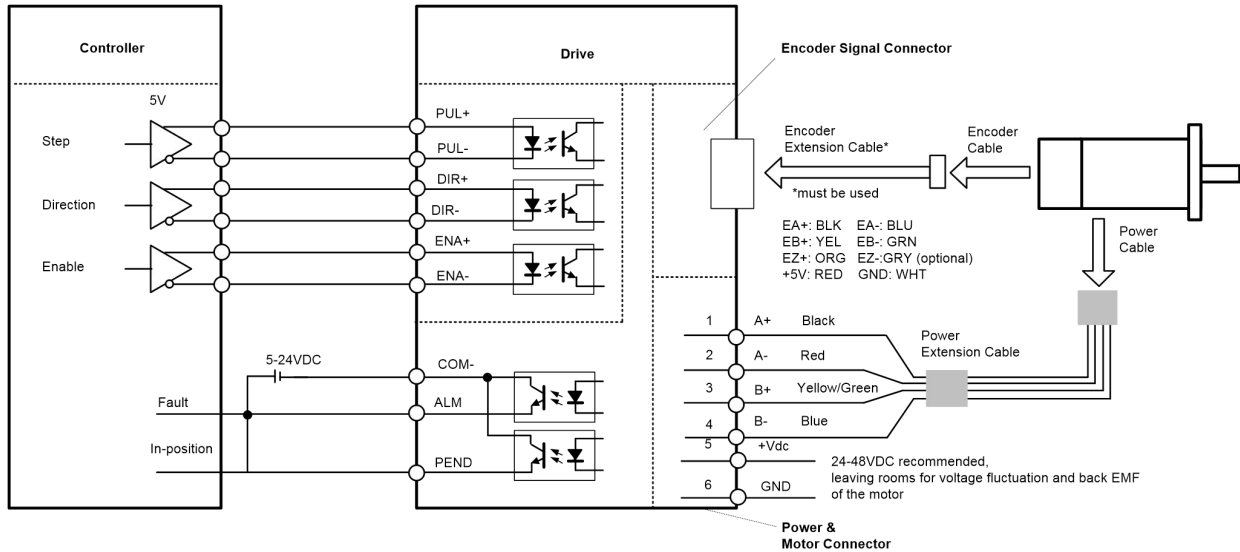 Controller
Drive
Encoder Signal Connector
5V
Step
Direction
Enable
PUL+
PUL-
DIR+
DIR-
ENA+
ENA-
Encoder
Extension Cable*
*must be used
Encoder
Cable
EA+: BLK EA-: BLU
EB+: YEL EB-: GRN
EZ+: ORG EZ-:GRY (optional)
+5V: RED GND: WHT
Power
Cable
5-24VDC
Fault
In-position
COM-
ALM
PEND
1 A+ Black
2 A- Red
3 B+ Yellow/Green
4 B- Blue
5 +Vdc
6 GND
Power
Extension Cable
24-48VDC recommended,
leaving rooms for voltage fluctuation and back EMF
of the motor
Power &
Motor Connector